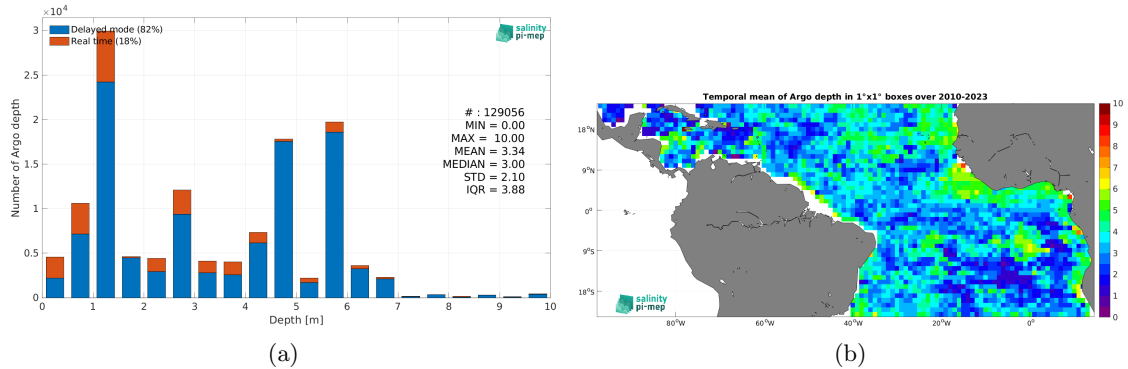 ×10⁴
Delayed mode (82%)
Real time (18%)
salinity
pi-mep
3
2.5
2
1.5
1
0.5
0
Number of Argo depth
# : 129056
MIN = 0.00
MAX = 10.00
MEAN = 3.34
MEDIAN = 3.00
STD = 2.10
IQR = 3.88
0 1 2 3 4 5 6 7 8 9 10
Depth [m]
(a)
Temporal mean of Argo depth in 1°x1° boxes over 2010-2023
18°N
9°N
0°
9°S
18°S
80°W 60°W 40°W 20°W 0°
salinity
pi-mep
10
9
8
7
6
5
4
3
2
1
0
(b)